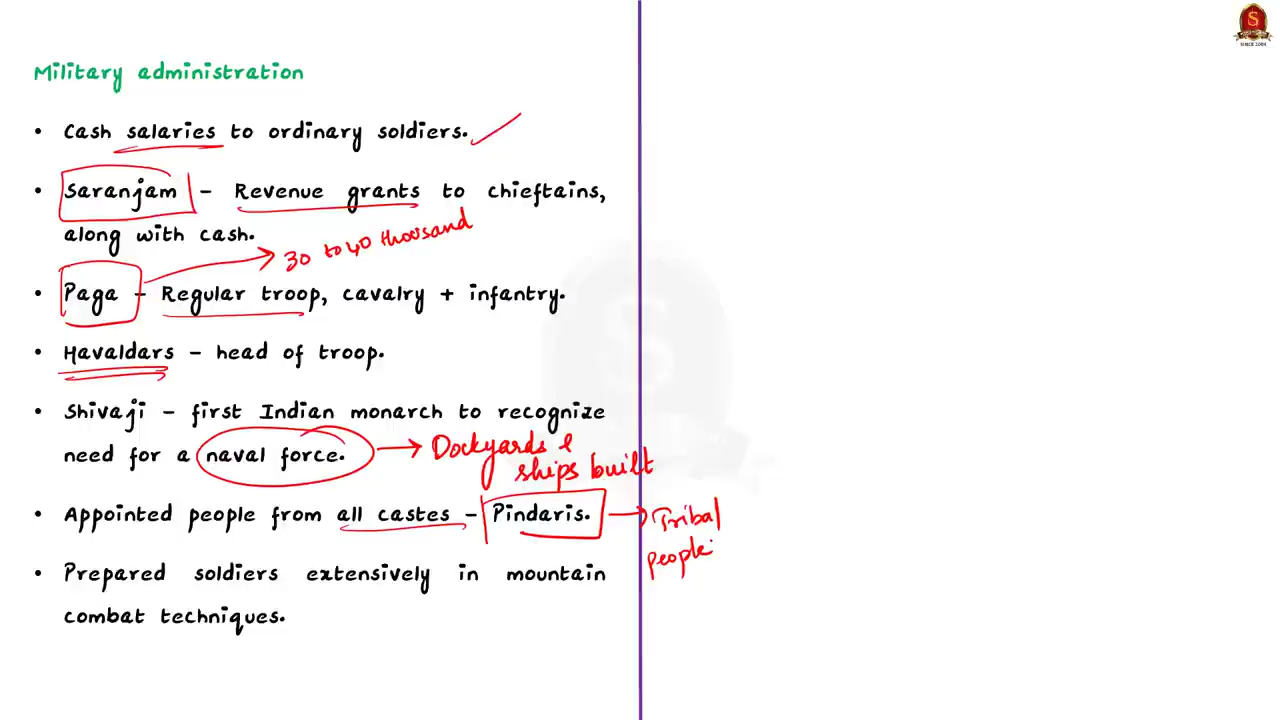 Military administration
• Cash salaries to ordinary soldiers.
• Saranjam - Revenue grants to chieftains,
along with cash.
30 to 40 thousand
• Paga - Regular troop, cavalry + infantry.
• Havaldars - head of troop.
• Shivaji - first Indian monarch to recognize
need for a naval force.
Dockyards &
ships built
• Appointed people from all castes - Pindaris.
Tribal
people
• Prepared soldiers extensively in mountain
combat techniques.
S
SINCE 2004